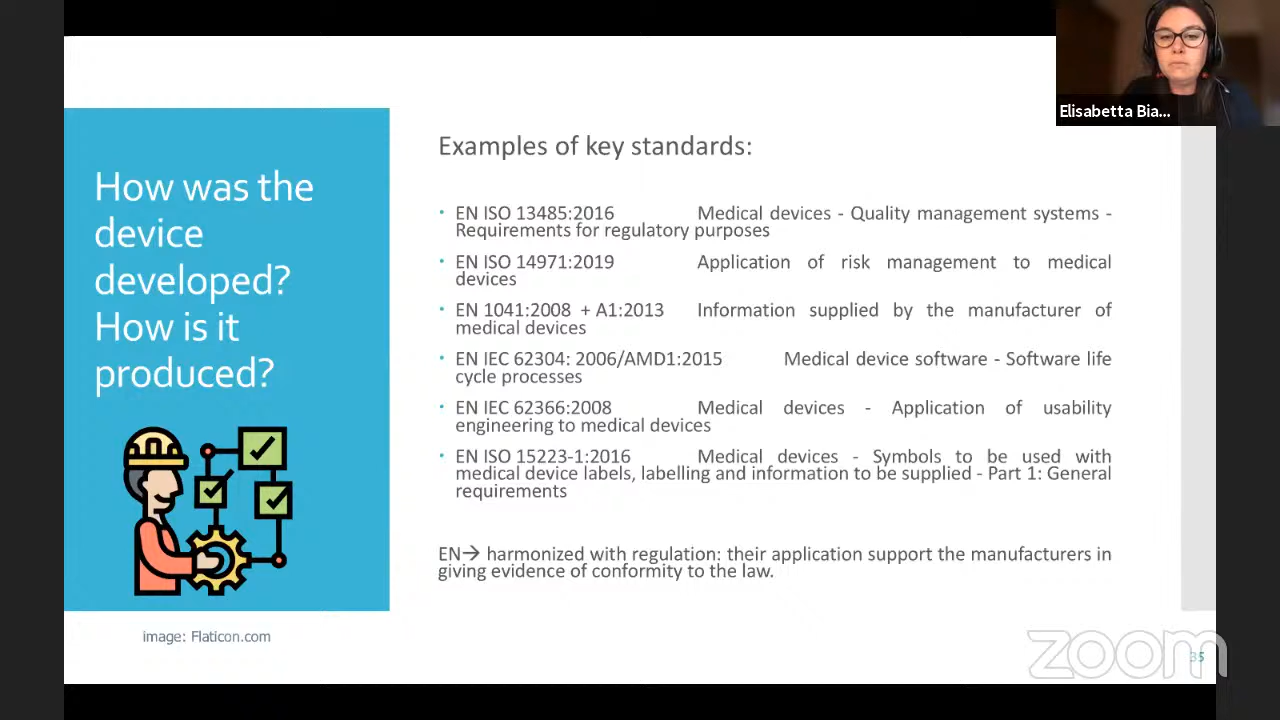 Elisabetta Bia...
How was the
device
developed?
How is it
produced?
image: Flaticon.com
Examples of key standards:
• EN ISO 13485:2016 Medical devices - Quality management systems -
Requirements for regulatory purposes
• EN ISO 14971:2019 Application of risk management to medical
devices
• EN 1041:2008 + A1:2013 Information supplied by the manufacturer of
medical devices
• EN IEC 62304: 2006/AMD1:2015 Medical device software - Software life
cycle processes
• EN IEC 62366:2008 Medical devices - Application of usability
engineering to medical devices
• EN ISO 15223-1:2016 Medical devices - Symbols to be used with
medical device labels, labelling and information to be supplied - Part 1: General
requirements
EN→ harmonized with regulation: their application support the manufacturers in
giving evidence of conformity to the law.
zoom
35